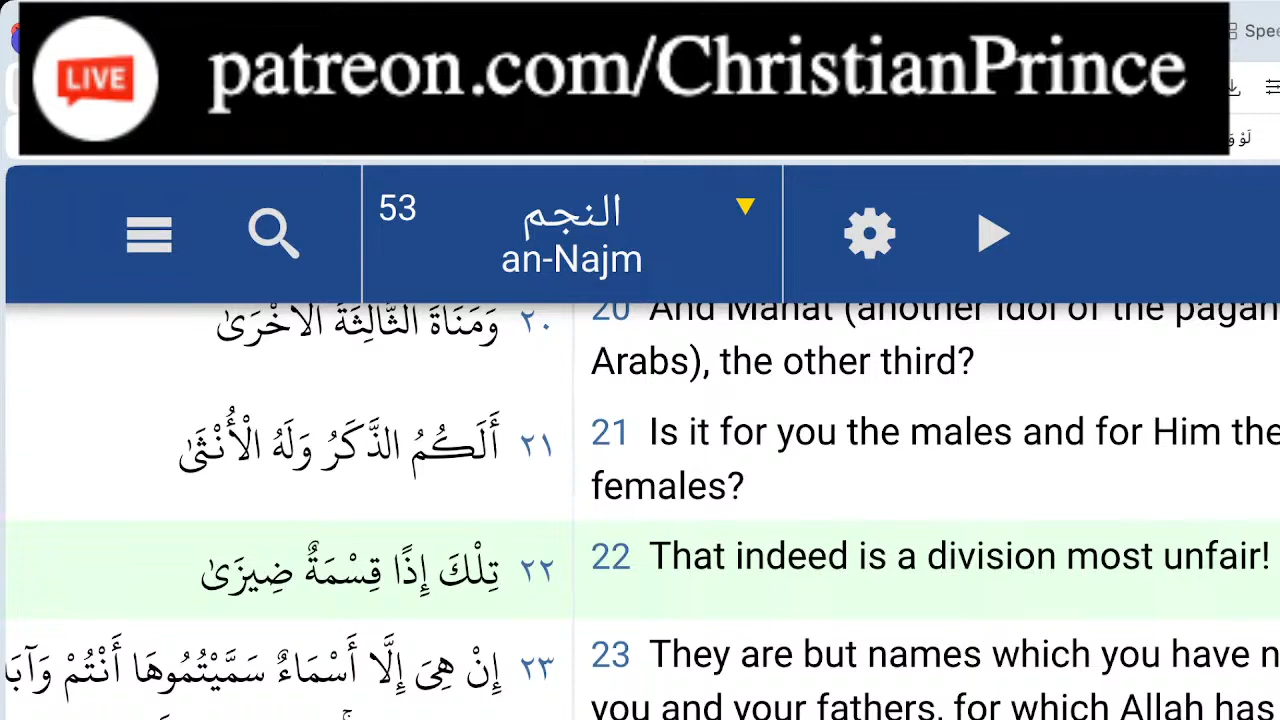 LIVE
patreon.com/ChristianPrince
Spee
لَوْ
53
النجم
an-Najm
وَمَنَاةَ الثَّالِثَةَ الْأُخْرَىٰ ٢٠
20 And Manat (another idol of the pagan
Arabs), the other third?
أَلَكُمُ الذَّكَرُ وَلَهُ الْأُنْثَىٰ ٢١
21 Is it for you the males and for Him the
females?
تِلْكَ إِذًا قِسْمَةٌ ضِيزَىٰ ٢٢
22 That indeed is a division most unfair!
إِنْ هِىَ إِلَّا أَسْمَاءٌ سَمَّيْتُمُوهَا أَنْتُمْ وَآبَا ٢٣
23 They are but names which you have n
you and your fathers, for which Allah has